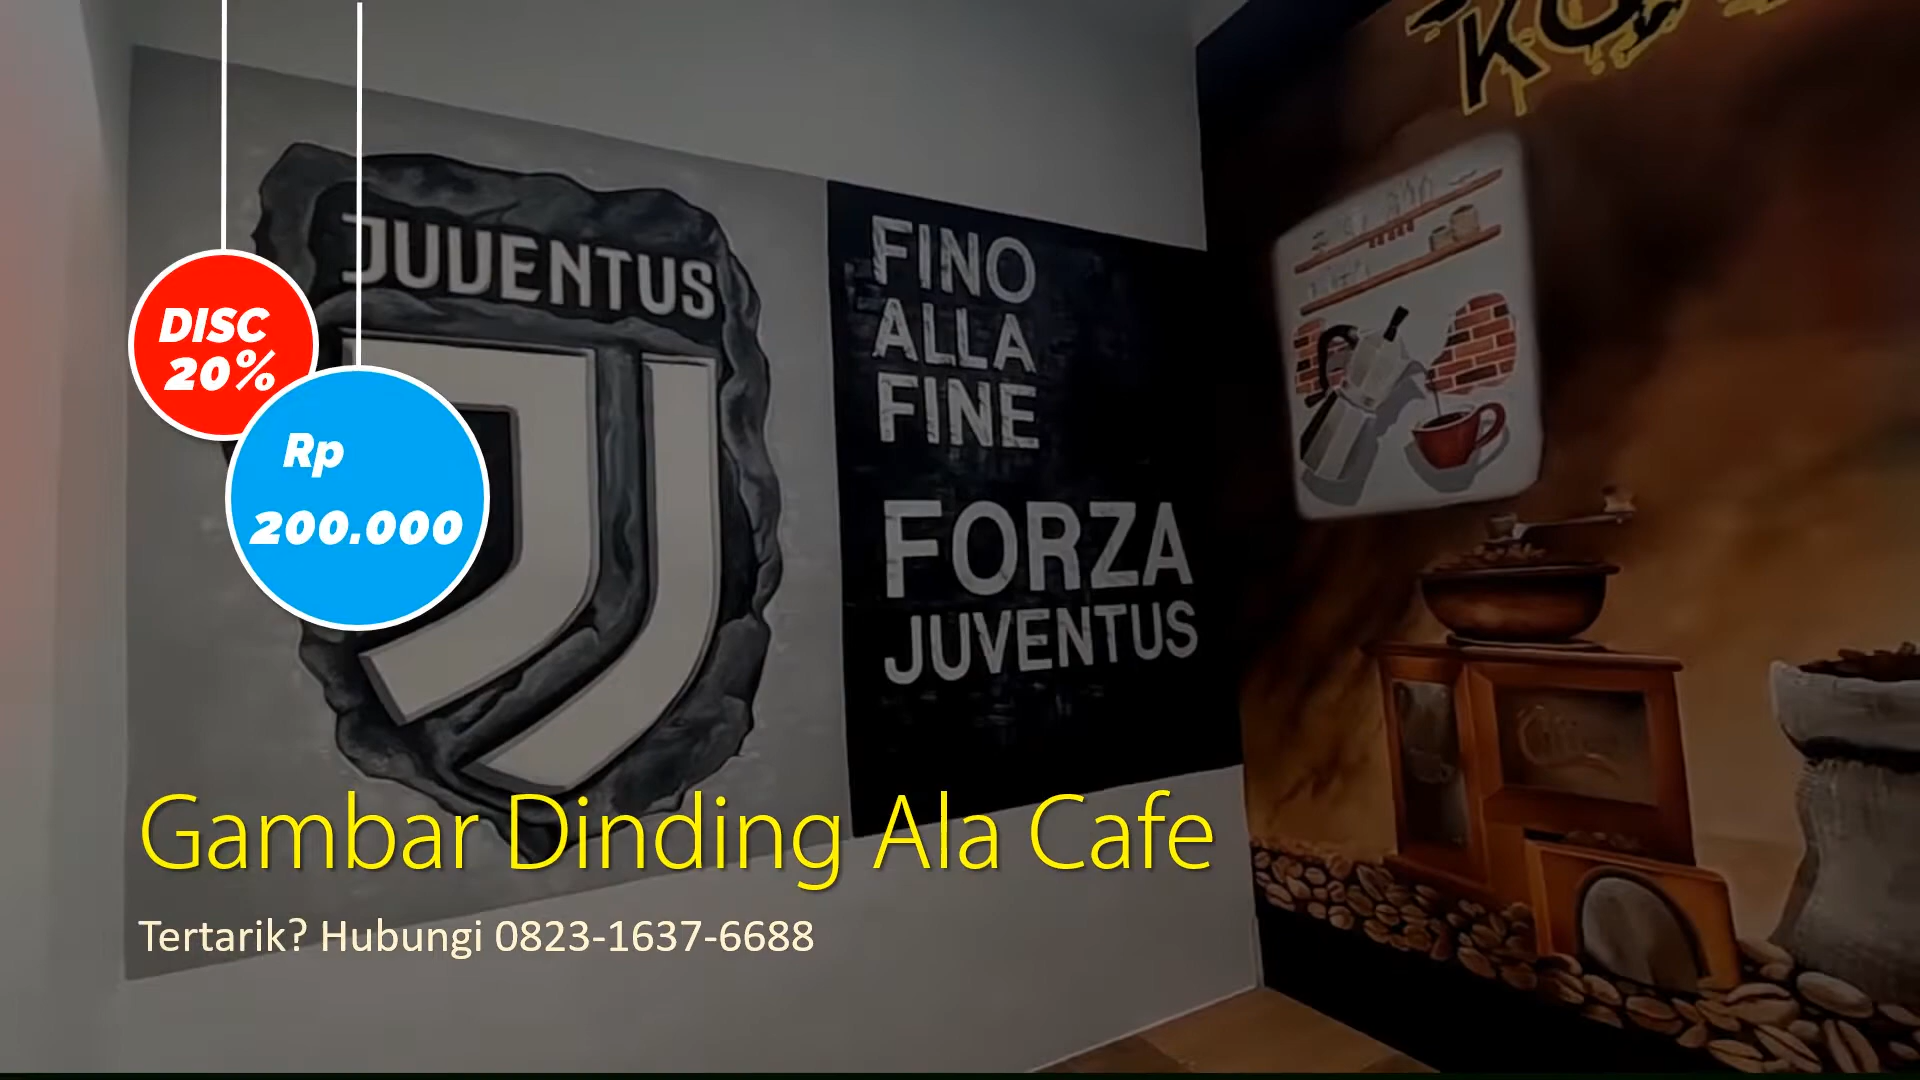 JUVENTUS
FINO
ALLA
FINE
FORZA
JUVENTUS
DISC
20%
Rp
200.000
Gambar Dinding Ala Cafe
Tertarik? Hubungi 0823-1637-6688